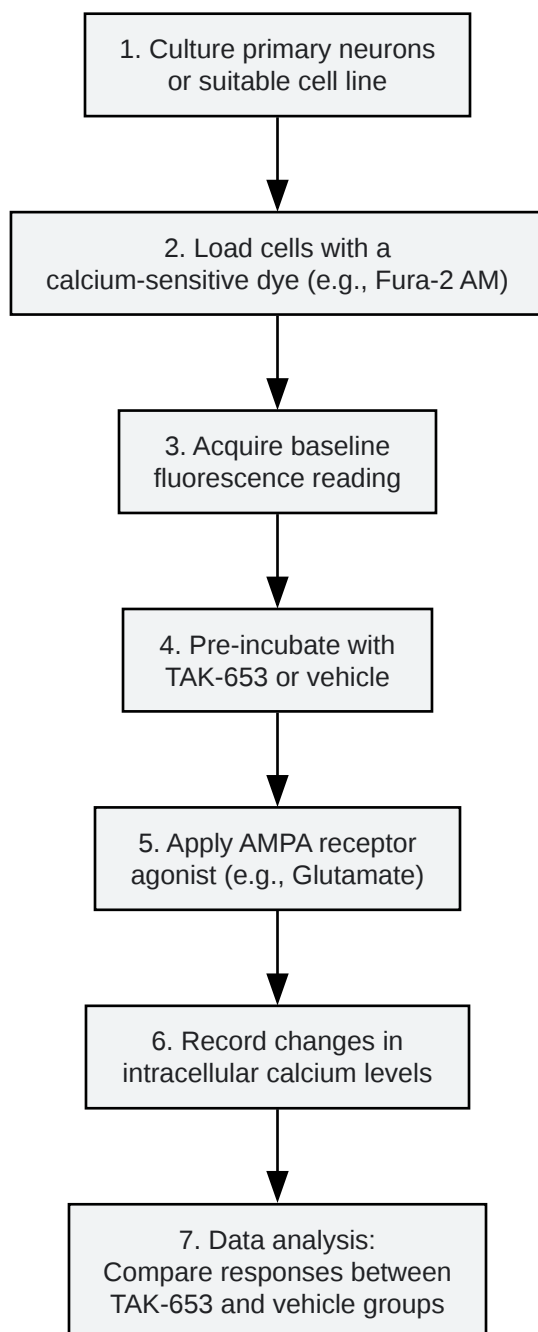 1. Culture primary neurons
or suitable cell line
2. Load cells with a
calcium-sensitive dye (e.g., Fura-2 AM)
3. Acquire baseline
fluorescence reading
4. Pre-incubate with
TAK-653 or vehicle
5. Apply AMPA receptor
agonist (e.g., Glutamate)
6. Record changes in
intracellular calcium levels
7. Data analysis:
Compare responses between
TAK-653 and vehicle groups